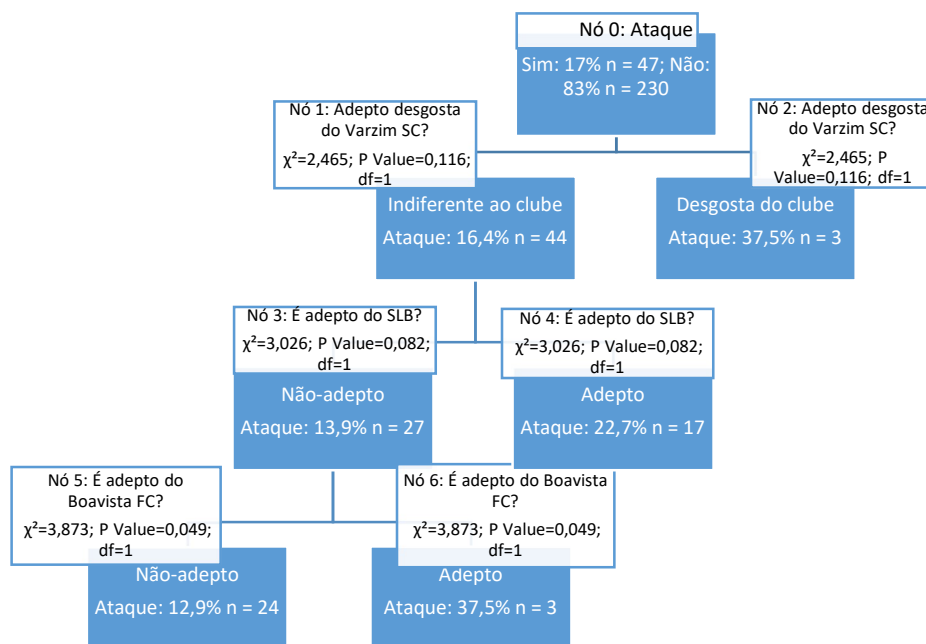 Nó 0: Ataque
Sim: 17% n = 47; Não:
83% n = 230
Nó 1: Adepto desgosta
do Varzim SC?
χ²=2,465; P Value=0,116;
df=1
Indiferente ao clube
Ataque: 16,4% n = 44
Nó 2: Adepto desgosta
do Varzim SC?
χ²=2,465; P
Value=0,116; df=1
Desgosta do clube
Ataque: 37,5% n = 3
Nó 3: É adepto do SLB?
χ²=3,026; P Value=0,082;
df=1
Não-adepto
Ataque: 13,9% n = 27
Nó 4: É adepto do SLB?
χ²=3,026; P Value=0,082;
df=1
Adepto
Ataque: 22,7% n = 17
Nó 5: É adepto do
Boavista FC?
χ²=3,873; P Value=0,049;
df=1
Não-adepto
Ataque: 12,9% n = 24
Nó 6: É adepto do Boavista
FC?
χ²=3,873; P Value=0,049;
df=1
Adepto
Ataque: 37,5% n = 3